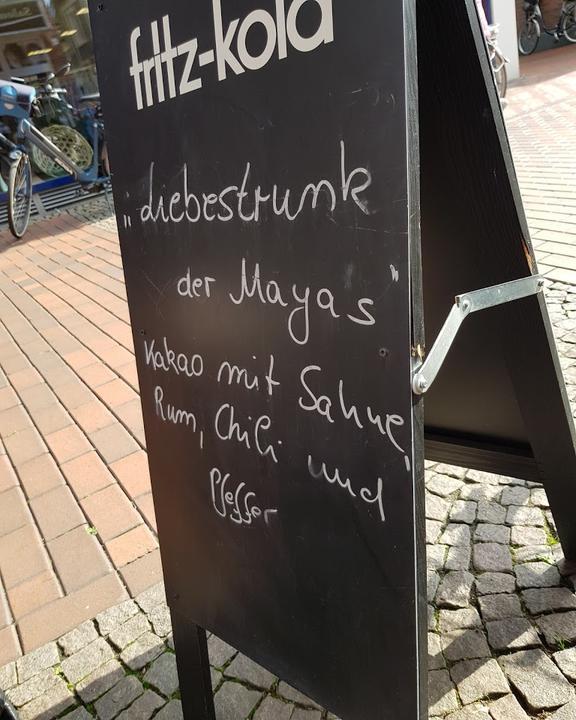 fritz-kola
„Liebestrunk
der Mayas"
Kakao mit Sahne,
Rum, Chili und
Pfeffer